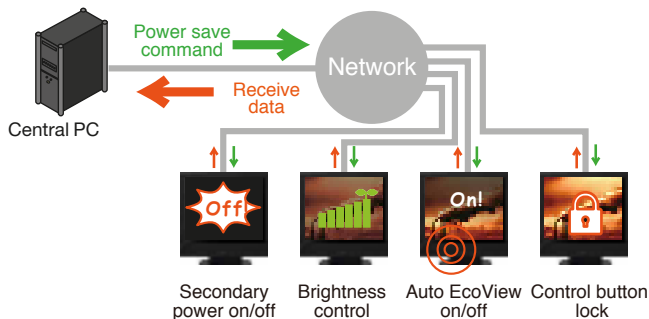 Power save
command
Network
Receive
data
Central PC
Off
On!
Secondary
power on/off
Brightness
control
Auto EcoView
on/off
Control button
lock